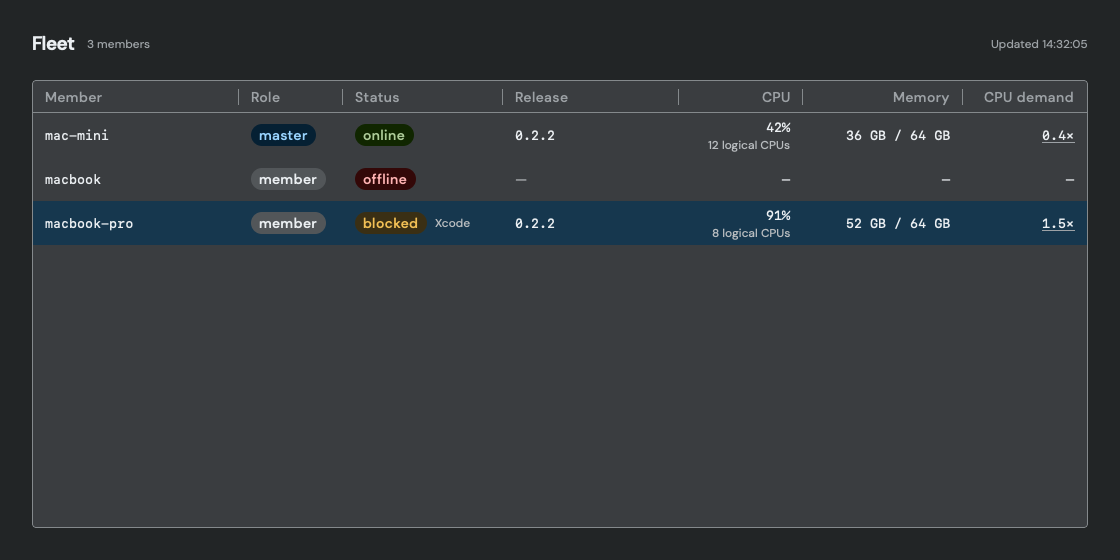 Fleet 3 members Updated 14:32:05
Member Role Status Release CPU Memory CPU demand
mac-mini master online 0.2.2 42% 36 GB / 64 GB 0.4×
12 logical CPUs
macbook member offline — — — —
macbook-pro member blocked Xcode 0.2.2 91% 52 GB / 64 GB 1.5×
8 logical CPUs